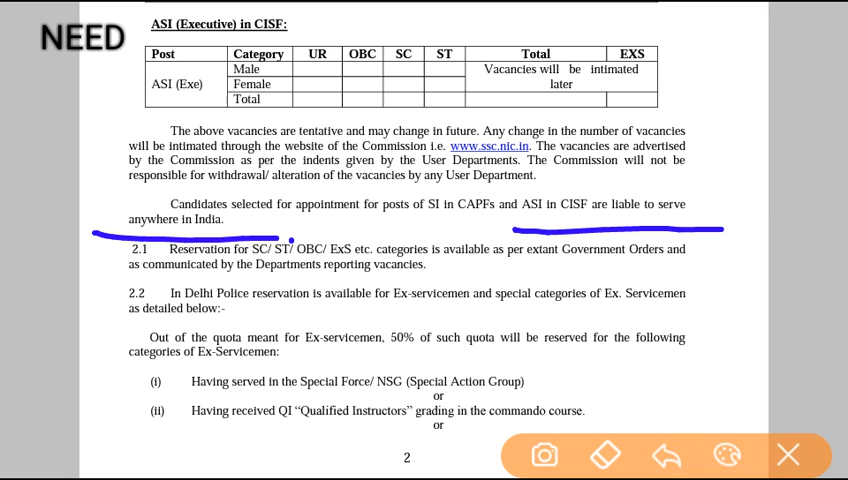 ASI (Executive) in CISF:
NEED
Post Category UR OBC SC ST Total EXS
Male Vacancies will be intimated
ASI (Exe) Female later
Total
The above vacancies are tentative and may change in future. Any change in the number of vacancies
will be intimated through the website of the Commission i.e. www.ssc.nic.in. The vacancies are advertised
by the Commission as per the indents given by the User Departments. The Commission will not be
responsible for withdrawal/ alteration of the vacancies by any User Department.
Candidates selected for appointment for posts of SI in CAPFs and ASI in CISF are liable to serve
anywhere in India.
2.1 Reservation for SC/ ST/ OBC/ ExS etc. categories is available as per extant Government Orders and
as communicated by the Departments reporting vacancies.
2.2 In Delhi Police reservation is available for Ex-servicemen and special categories of Ex. Servicemen
as detailed below:-
Out of the quota meant for Ex-servicemen, 50% of such quota will be reserved for the following
categories of Ex-Servicemen:
(i) Having served in the Special Force/ NSG (Special Action Group)
or
(ii) Having received QI “Qualified Instructors” grading in the commando course.
or
2